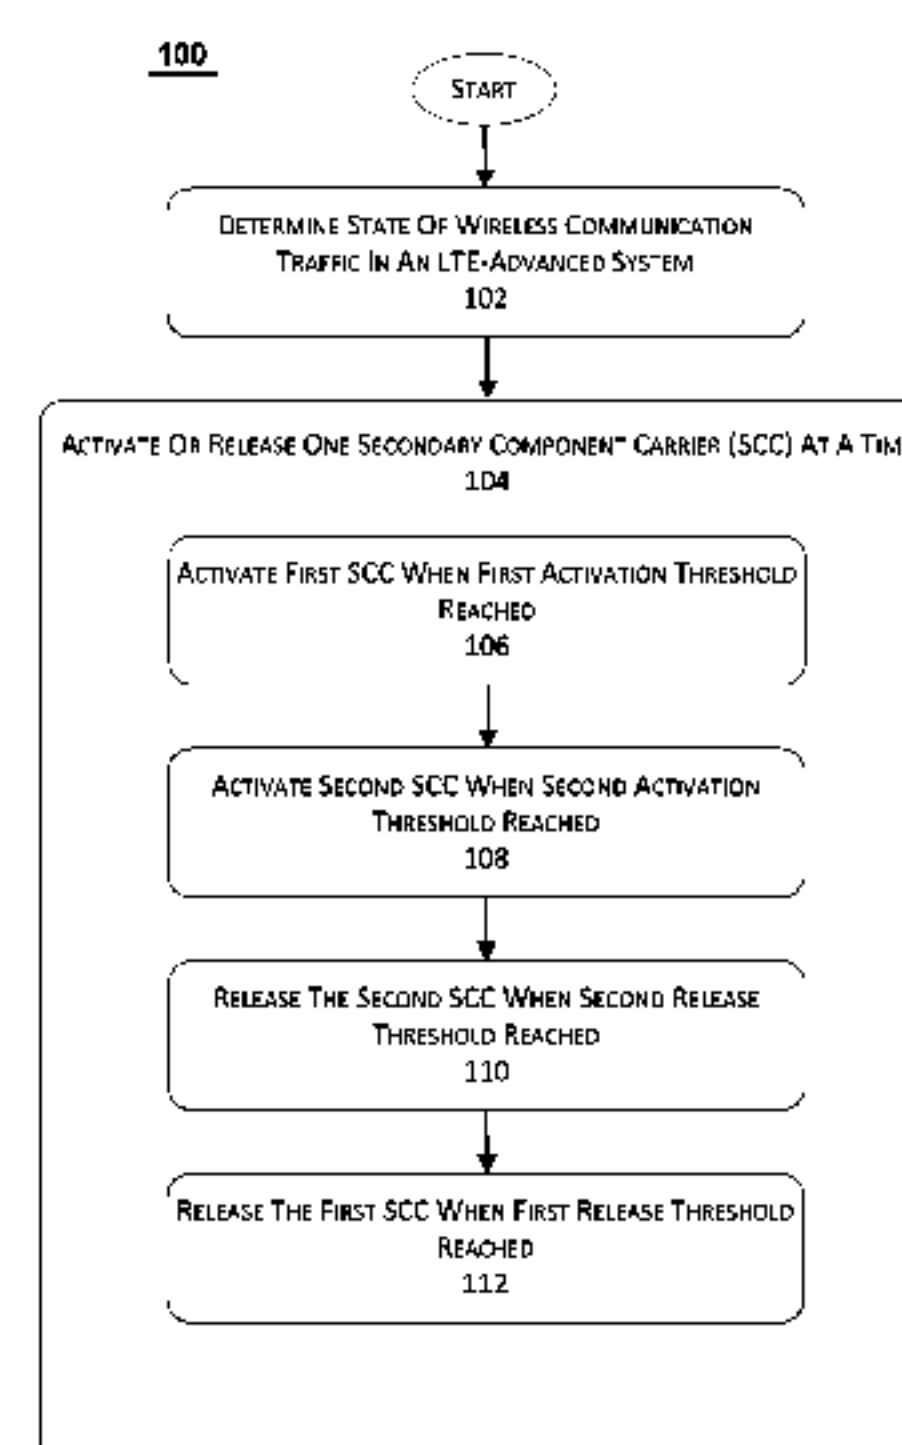 100
START
DETERMINE STATE OF WIRELESS COMMUNICATION
TRAFFIC IN AN LTE-ADVANCED SYSTEM
102
ACTIVATE OR RELEASE ONE SECONDARY COMPONENT CARRIER (SCC) AT A TIM
104
ACTIVATE FIRST SCC WHEN FIRST ACTIVATION THRESHOLD
REACHED
106
ACTIVATE SECOND SCC WHEN SECOND ACTIVATION
THRESHOLD REACHED
108
RELEASE THE SECOND SCC WHEN SECOND RELEASE
THRESHOLD REACHED
110
RELEASE THE FIRST SCC WHEN FIRST RELEASE THRESHOLD
REACHED
112